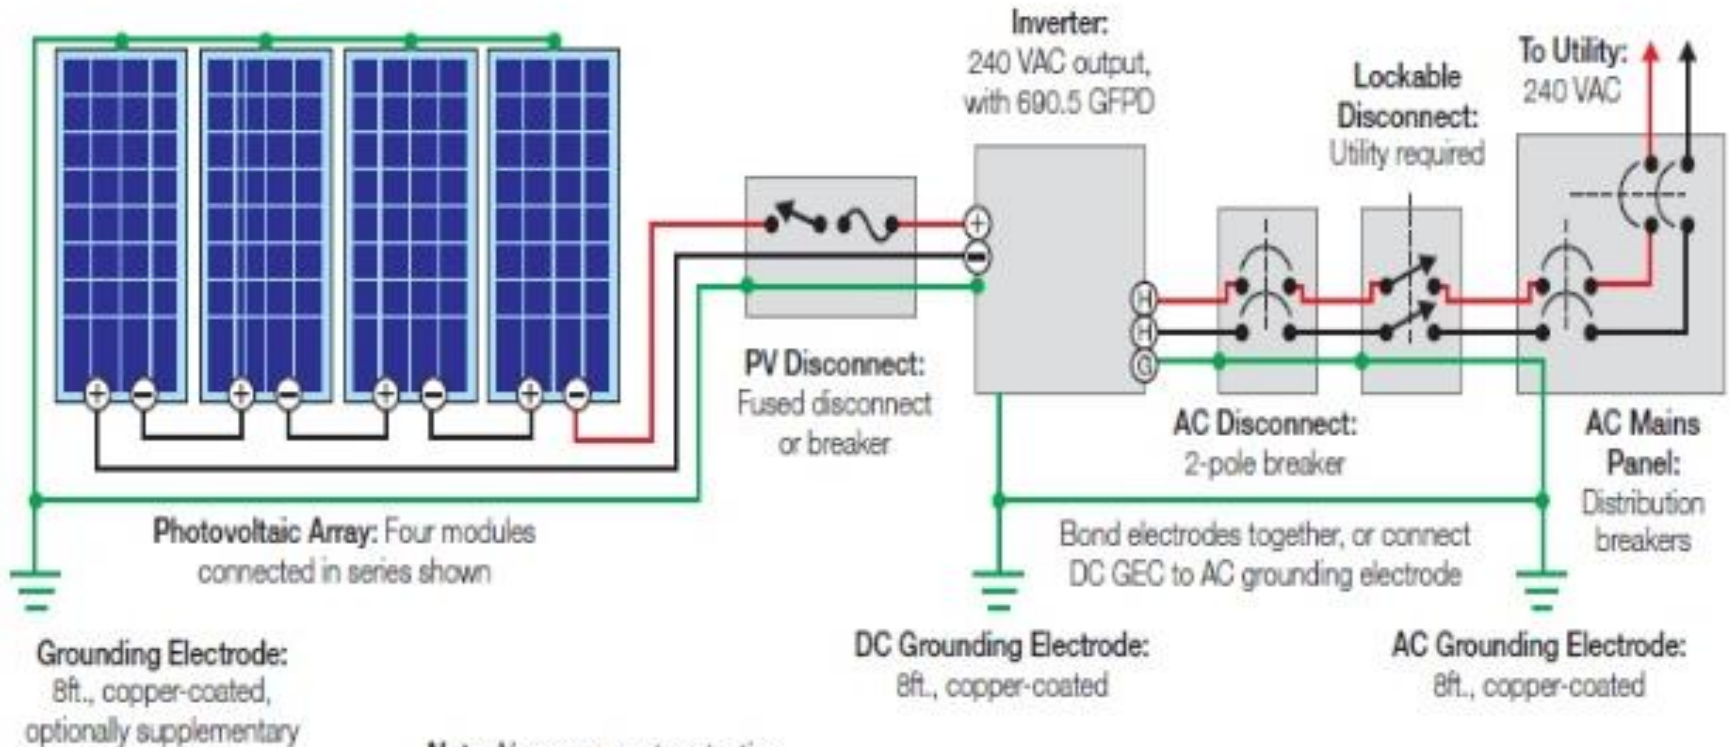 Inverter:
240 VAC output,
with 690.5 GFPD
Lockable
Disconnect:
Utility required
To Utility:
240 VAC
+
−
H
H
G
+ − + − + − + −
PV Disconnect:
Fused disconnect
or breaker
AC Disconnect:
2-pole breaker
AC Mains
Panel:
Distribution
breakers
Photovoltaic Array: Four modules
connected in series shown
Bond electrodes together, or connect
DC GEC to AC grounding electrode
Grounding Electrode:
8ft., copper-coated,
optionally supplementary
DC Grounding Electrode:
8ft., copper-coated
AC Grounding Electrode:
8ft., copper-coated